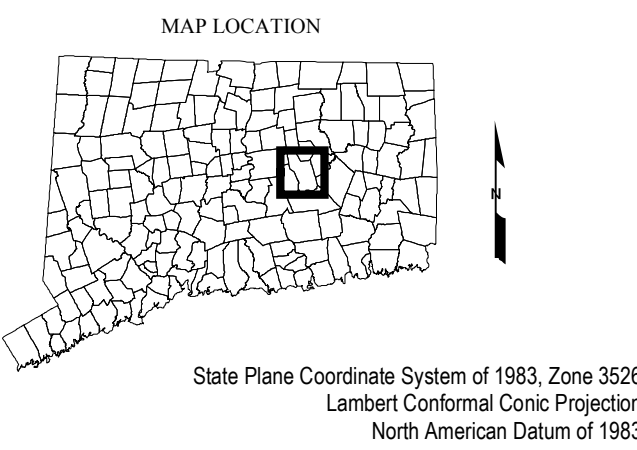 MAP LOCATION
N
State Plane Coordinate System of 1983, Zone 3526
Lambert Conformal Conic Projection
North American Datum of 1983